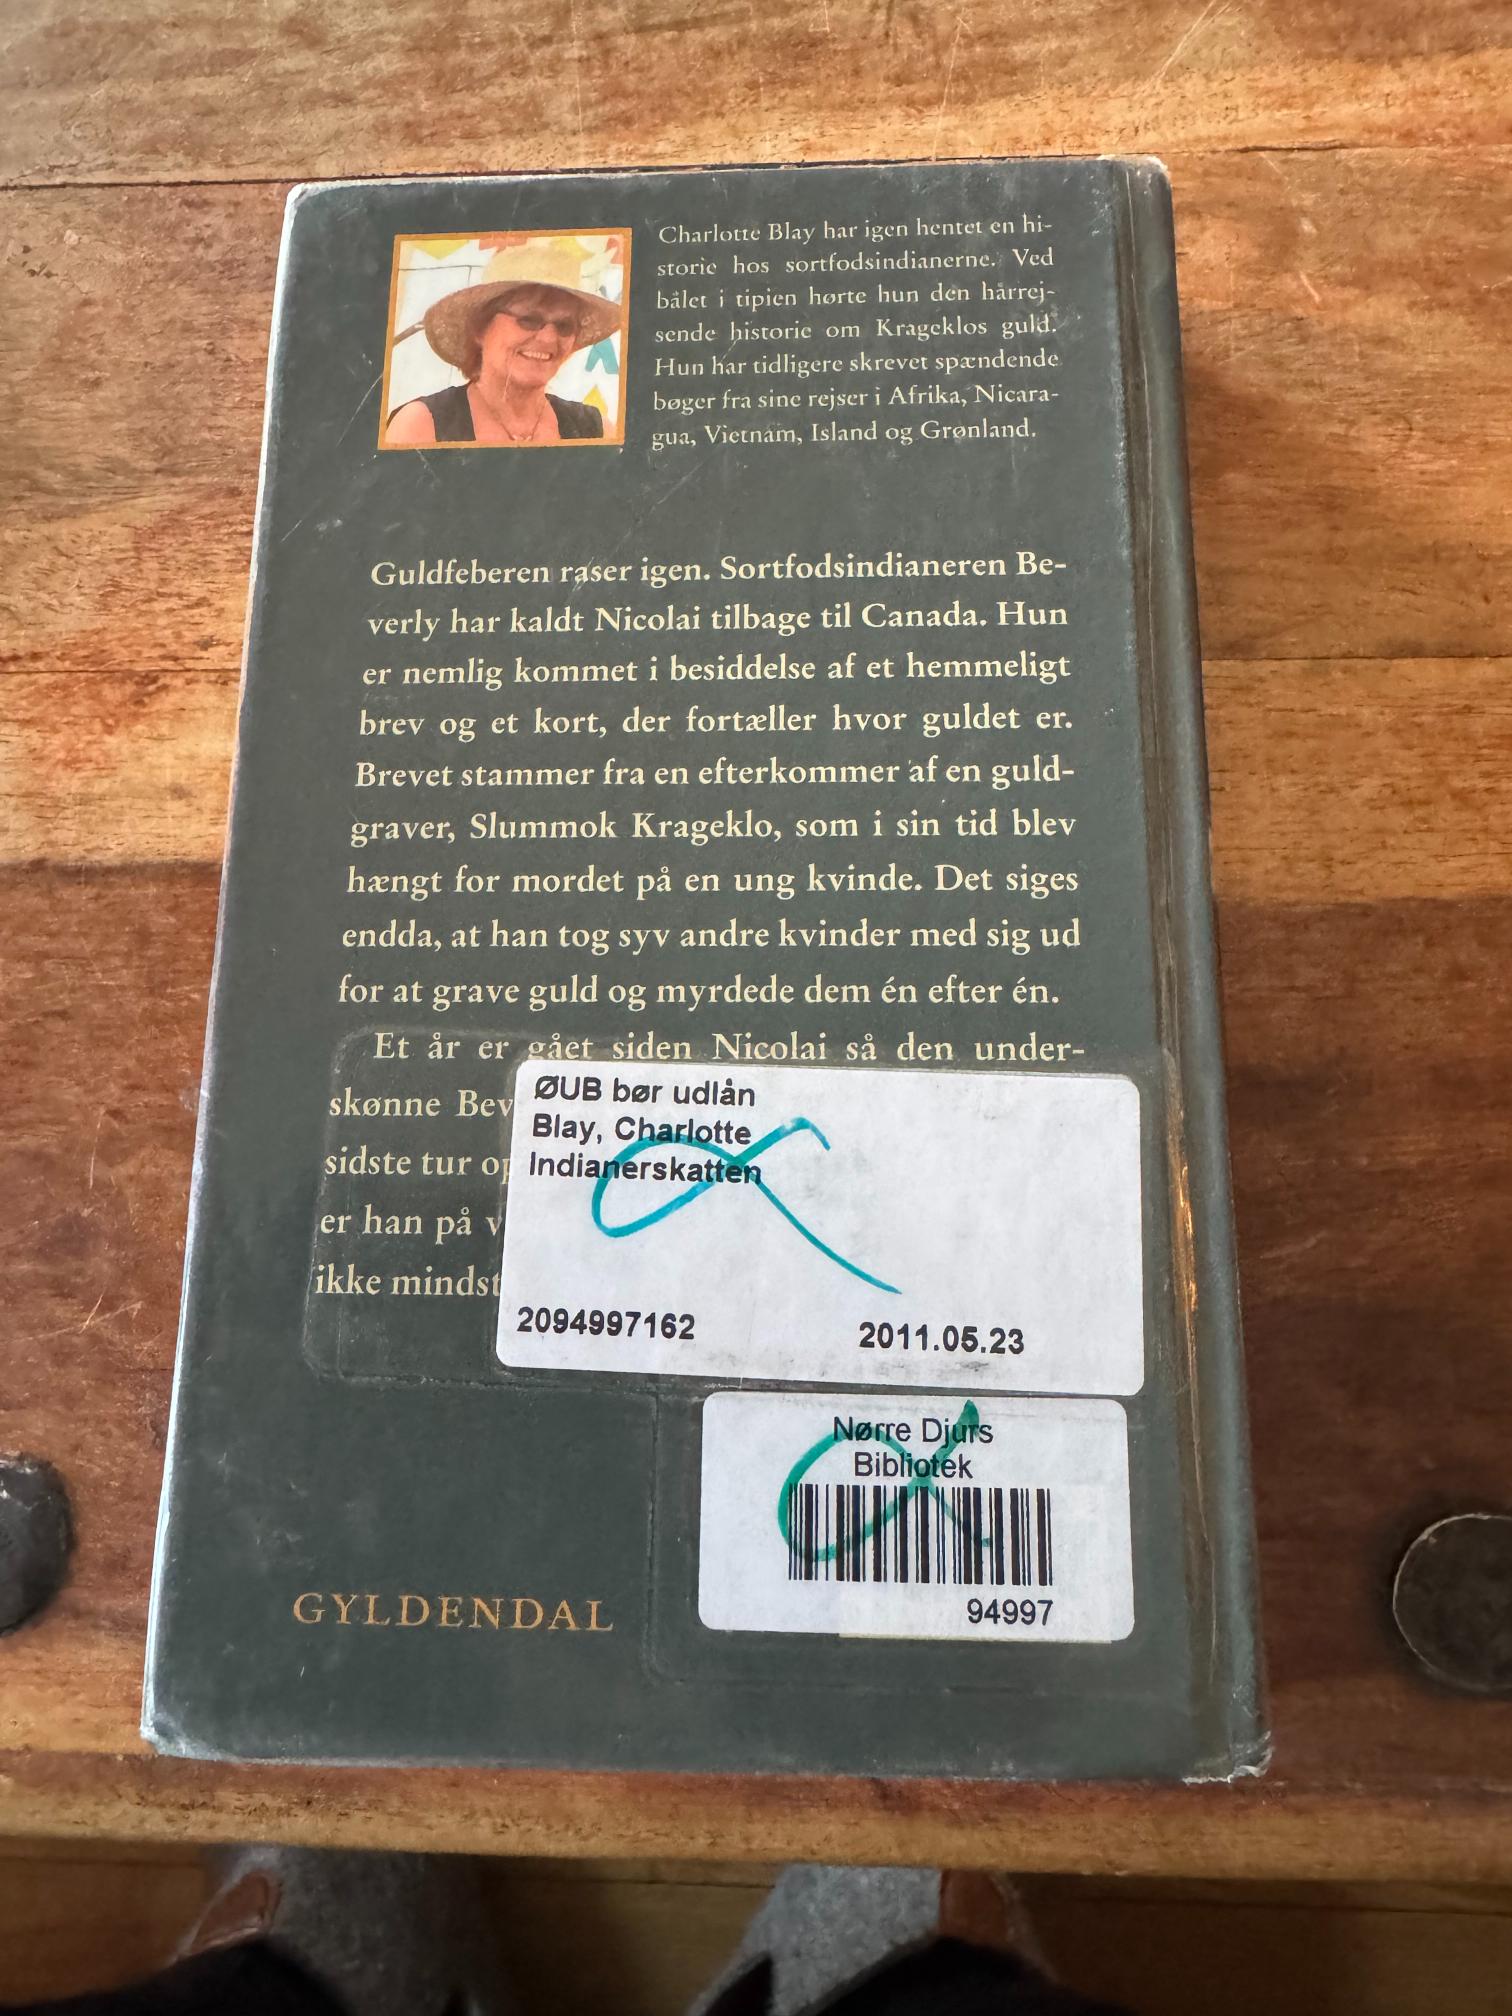 Charlotte Blay har igen hentet en hi-
storie hos sortfodsindianerne. Ved
bålet i tipien hørte hun den hårrej-
sende historie om Krageklos guld.
Hun har tidligere skrevet spændende
bøger fra sine rejser i Afrika, Nicara-
gua, Vietnam, Island og Grønland.
Guldfeberen raser igen. Sortfodsindianeren Be-
verly har kaldt Nicolai tilbage til Canada. Hun
er nemlig kommet i besiddelse af et hemmeligt
brev og et kort, der fortæller hvor guldet er.
Brevet stammer fra en efterkommer af en guld-
graver, Slummok Krageklo, som i sin tid blev
hængt for mordet på en ung kvinde. Det siges
endda, at han tog syv andre kvinder med sig ud
for at grave guld og myrdede dem én efter én.
Et år er gået siden Nicolai så den under-
skønne Bev
sidste tur
er han på
ikke mindst
ØUB bør udlån
Blay, Charlotte
Indianerskatten
2094997162 2011.05.23
Nørre Djurs
Bibliotek
94997
GYLDENDAL